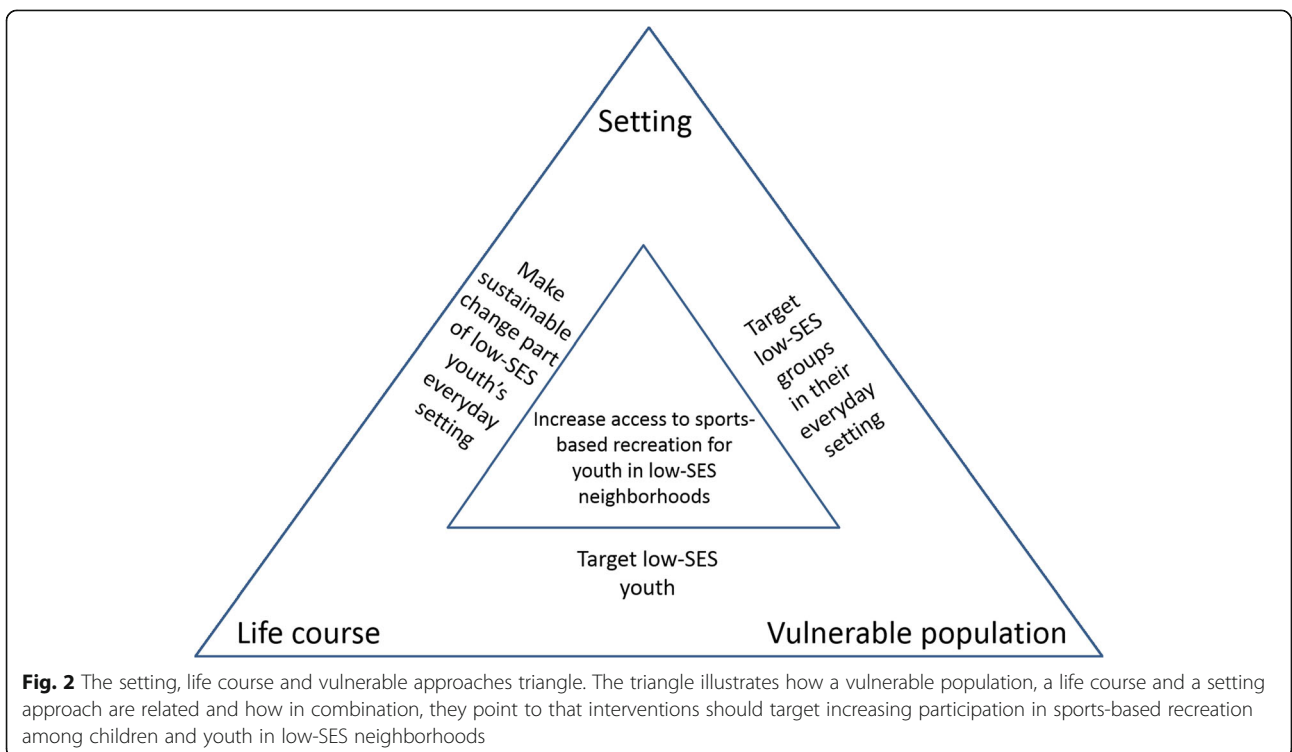 Setting
Make
sustainable
change part
of low-SES
youth's
everyday
setting
Target
low-SES
groups
in their
everyday
setting
Increase access to sports-
based recreation for
youth in low-SES
neighborhoods
Target low-SES
youth
Life course
Vulnerable population
Fig. 2 The setting, life course and vulnerable approaches triangle. The triangle illustrates how a vulnerable population, a life course and a setting
approach are related and how in combination, they point to that interventions should target increasing participation in sports-based recreation
among children and youth in low-SES neighborhoods